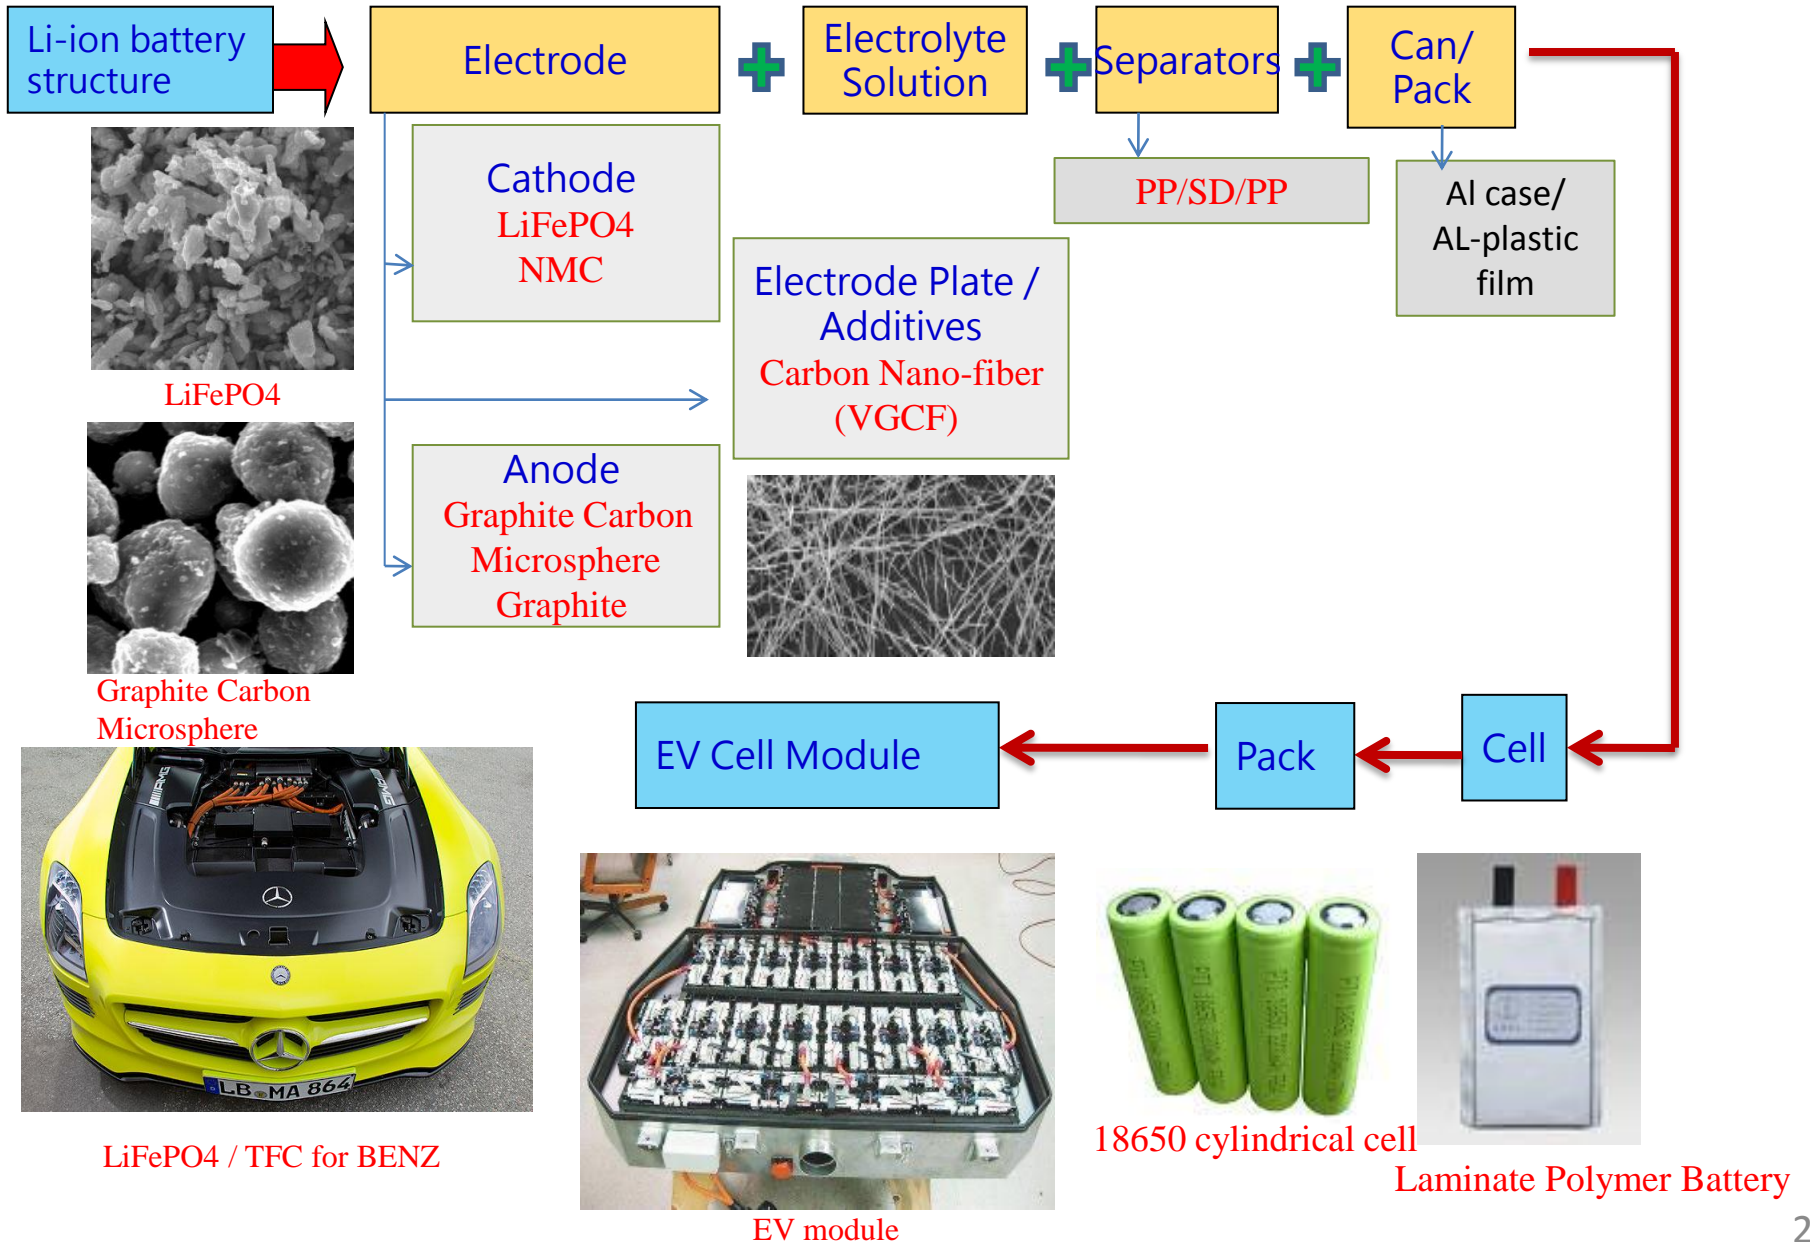 Li-ion battery
structure
Electrode
Electrolyte
Solution
Separators
Can/
Pack
Cathode
LiFePO4
NMC
PP/SD/PP
Al case/
AL-plastic
film
Electrode Plate /
Additives
Carbon Nano-fiber
(VGCF)
LiFePO4
Anode
Graphite Carbon
Microsphere
Graphite
Graphite Carbon
Microsphere
EV Cell Module
Pack
Cell
AMG
AMG
LB MA 864
LiFePO4 / TFC for BENZ
EV module
18650 cylindrical cell
Laminate Polymer Battery
2